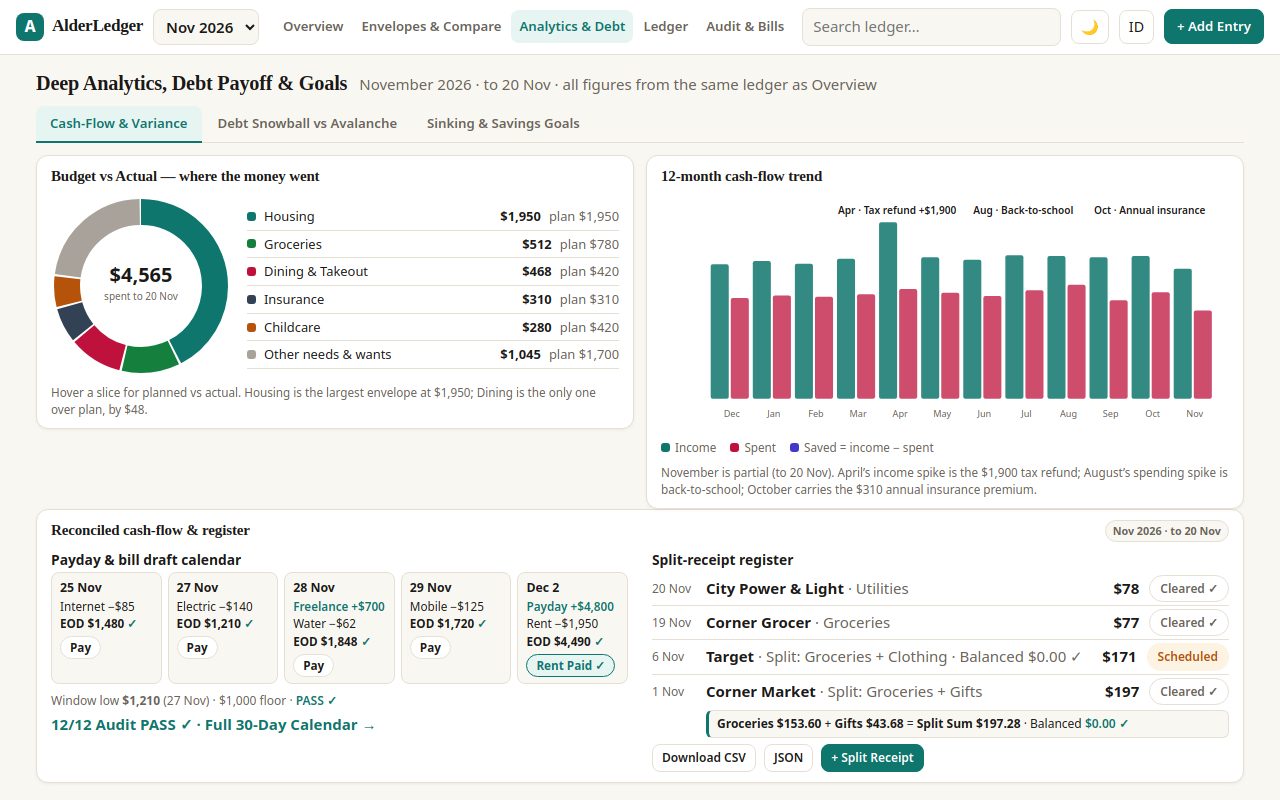 A AlderLedger Nov 2026 Overview Envelopes & Compare Analytics & Debt Ledger Audit & Bills Search ledger... ID + Add Entry
Deep Analytics, Debt Payoff & Goals November 2026 · to 20 Nov · all figures from the same ledger as Overview
Cash-Flow & Variance Debt Snowball vs Avalanche Sinking & Savings Goals
Budget vs Actual — where the money went
$4,565
spent to 20 Nov
Housing $1,950 plan $1,950
Groceries $512 plan $780
Dining & Takeout $468 plan $420
Insurance $310 plan $310
Childcare $280 plan $420
Other needs & wants $1,045 plan $1,700
Hover a slice for planned vs actual. Housing is the largest envelope at $1,950; Dining is the only one
over plan, by $48.
12-month cash-flow trend
Apr · Tax refund +$1,900 Aug · Back-to-school Oct · Annual insurance
Dec Jan Feb Mar Apr May Jun Jul Aug Sep Oct Nov
Income Spent Saved = income − spent
November is partial (to 20 Nov). April’s income spike is the $1,900 tax refund; August’s spending spike is
back-to-school; October carries the $310 annual insurance premium.
Reconciled cash-flow & register Nov 2026 · to 20 Nov
Payday & bill draft calendar
25 Nov
Internet −$85
EOD $1,480 ✓
Pay
27 Nov
Electric −$140
EOD $1,210 ✓
Pay
28 Nov
Freelance +$700
Water −$62
EOD $1,848 ✓
Pay
29 Nov
Mobile −$125
EOD $1,720 ✓
Pay
Dec 2
Payday +$4,800
Rent −$1,950
EOD $4,490 ✓
Rent Paid ✓
Window low $1,210 (27 Nov) · $1,000 floor · PASS ✓
12/12 Audit PASS ✓ · Full 30-Day Calendar →
Split-receipt register
20 Nov City Power & Light · Utilities $78 Cleared ✓
19 Nov Corner Grocer · Groceries $77 Cleared ✓
6 Nov Target · Split: Groceries + Clothing · Balanced $0.00 ✓ $171 Scheduled
1 Nov Corner Market · Split: Groceries + Gifts $197 Cleared ✓
Groceries $153.60 + Gifts $43.68 = Split Sum $197.28 · Balanced $0.00 ✓
Download CSV JSON + Split Receipt